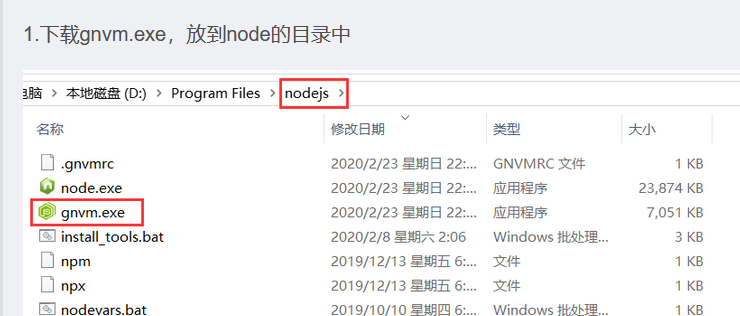 1.下载gnvm.exe，放到node的目录中
电脑 > 本地磁盘 (D:) > Program Files > nodejs >
名称 修改日期 类型 大小
.gnvmrc 2020/2/23 星期日 22:... GNVMRC 文件 1 KB
node.exe 2020/2/23 星期日 22:... 应用程序 23,874 KB
gnvm.exe 2020/2/23 星期日 22:... 应用程序 7,051 KB
install_tools.bat 2020/2/8 星期六 2:06 Windows 批处理... 3 KB
npm 2019/12/13 星期五 6:... 文件 1 KB
npx 2019/12/13 星期五 6:... 文件 1 KB
nodevars.bat 2019/10/10 星期四 6:... Windows 批处理... 1 KB